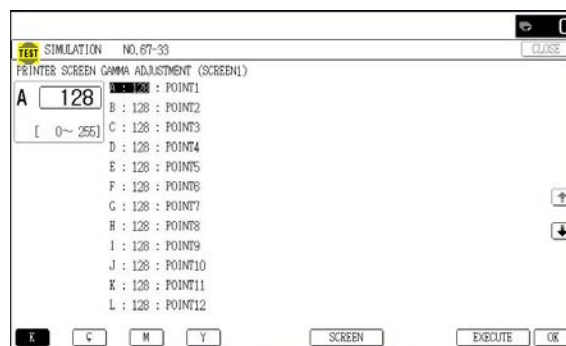 0
TEST SIMULATION NO.67-33 CLOSE
PRINTER SCREEN GAMMA ADJUSTMENT (SCREEN1)
A 128
[ 0~ 255]
A : 128 : POINT1
B : 128 : POINT2
C : 128 : POINT3
D : 128 : POINT4
E : 128 : POINT5
F : 128 : POINT6
G : 128 : POINT7
H : 128 : POINT8
I : 128 : POINT9
J : 128 : POINT10
K : 128 : POINT11
L : 128 : POINT12
K C M Y SCREEN EXECUTE OK